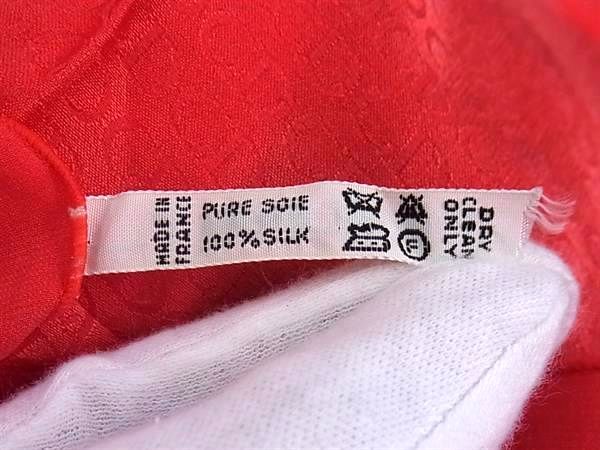 MADE IN
FRANCE
PURE SOIE
100% SILK
DRY
CLEAN
ONLY